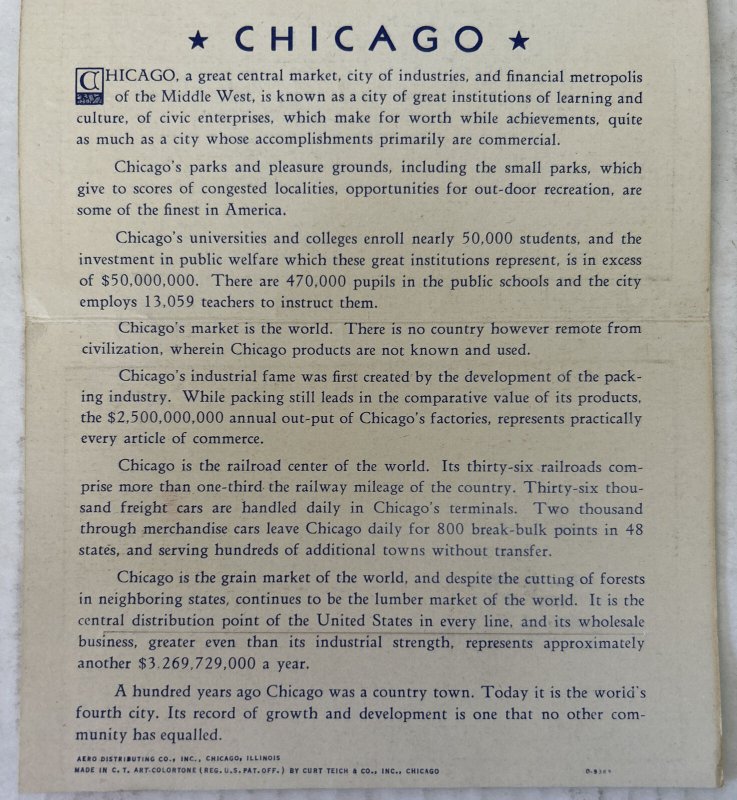 ★ CHICAGO ★
CHICAGO, a great central market, city of industries, and financial metropolis
of the Middle West, is known as a city of great institutions of learning and
culture, of civic enterprises, which make for worth while achievements, quite
as much as a city whose accomplishments primarily are commercial.
Chicago's parks and pleasure grounds, including the small parks, which
give to scores of congested localities, opportunities for out-door recreation, are
some of the finest in America.
Chicago's universities and colleges enroll nearly 50,000 students, and the
investment in public welfare which these great institutions represent, is in excess
of $50,000,000. There are 470,000 pupils in the public schools and the city
employs 13,059 teachers to instruct them.
Chicago's market is the world. There is no country however remote from
civilization, wherein Chicago products are not known and used.
Chicago's industrial fame was first created by the development of the pack-
ing industry. While packing still leads in the comparative value of its products,
the $2,500,000,000 annual out-put of Chicago's factories, represents practically
every article of commerce.
Chicago is the railroad center of the world. Its thirty-six railroads com-
prise more than one-third the railway mileage of the country. Thirty-six thou-
sand freight cars are handled daily in Chicago's terminals. Two thousand
through merchandise cars leave Chicago daily for 800 break-bulk points in 48
states, and serving hundreds of additional towns without transfer.
Chicago is the grain market of the world, and despite the cutting of forests
in neighboring states, continues to be the lumber market of the world. It is the
central distribution point of the United States in every line, and its wholesale
business, greater even than its industrial strength, represents approximately
another $3,269,729,000 a year.
A hundred years ago Chicago was a country town. Today it is the world's
fourth city. Its record of growth and development is one that no other com-
munity has equalled.
AERO DISTRIBUTING CO., INC., CHICAGO, ILLINOIS
MADE IN C. T. ART-COLORTONE (REG. U.S. PAT. OFF.) BY CURT TEICH & CO., INC., CHICAGO